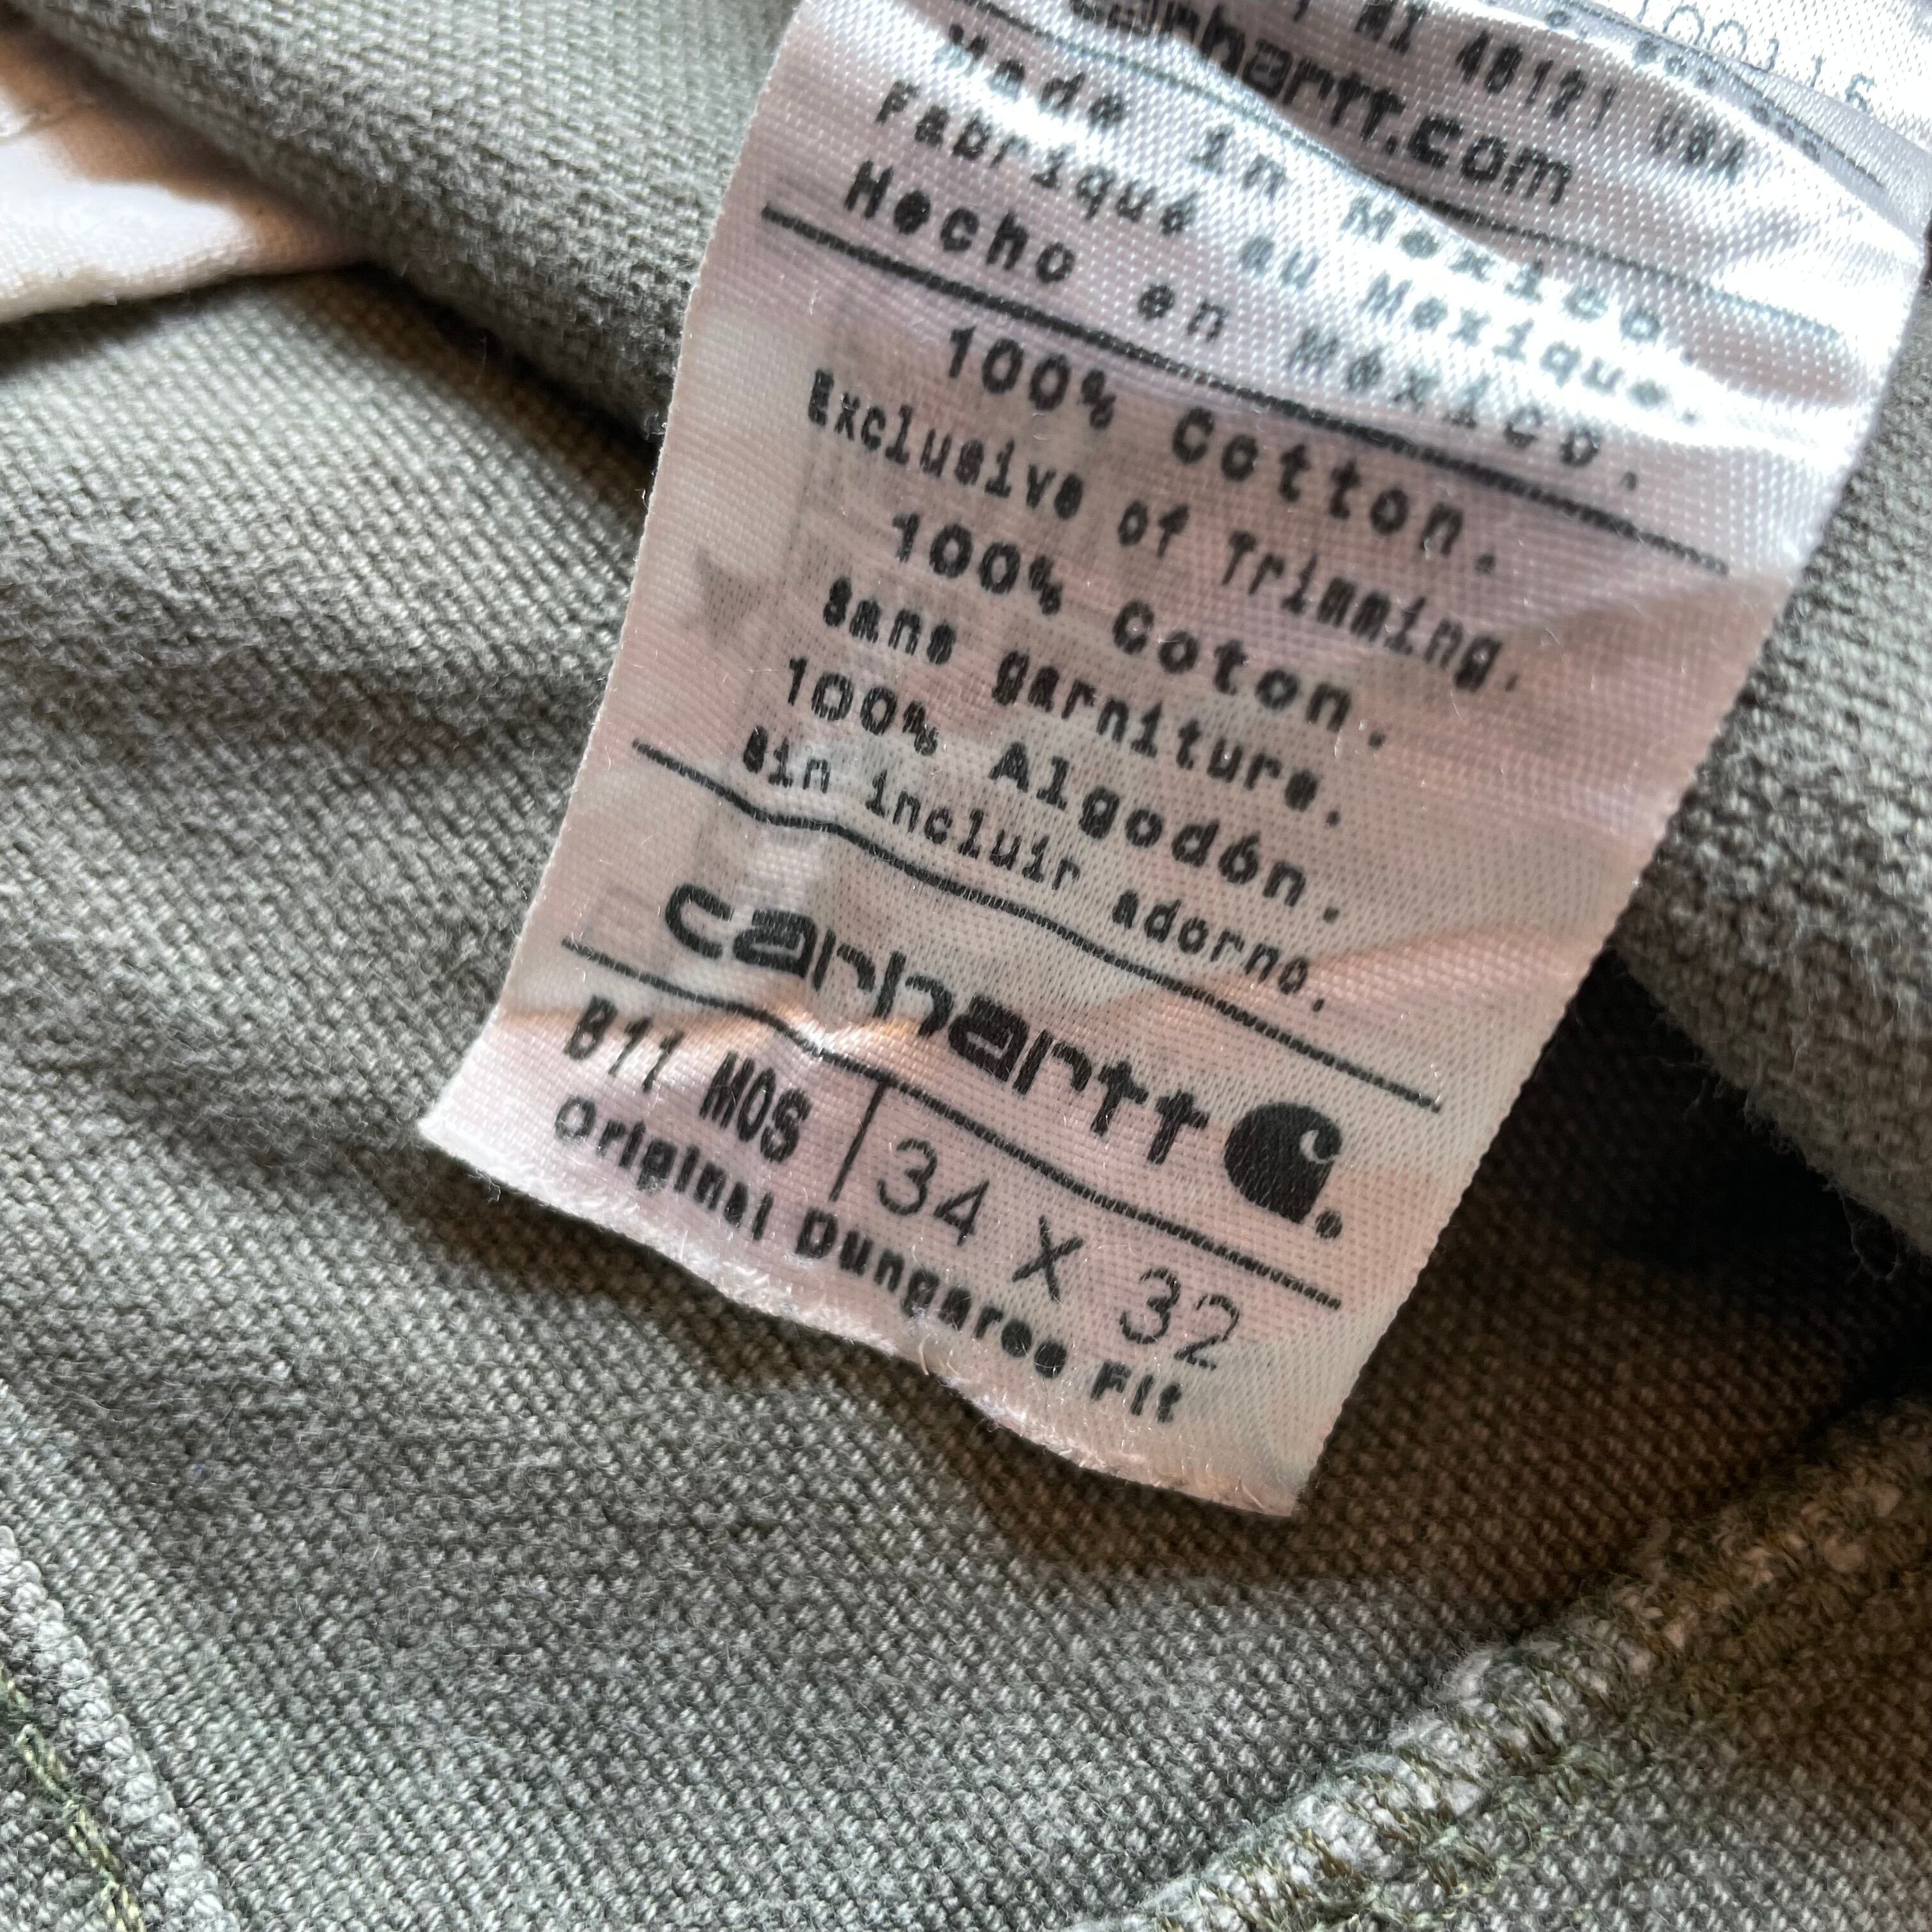 MI 48121 USA
carhartt.com
Made in Mexico.
Fabriqué au Mexique.
Hecho en México.
100% Cotton.
Exclusive of Trimming.
100% Coton.
Sans garniture.
100% Algodón.
Sin incluir adorno.
carhartt
B11 MOS 34 X 32
Original Dungaree Fit